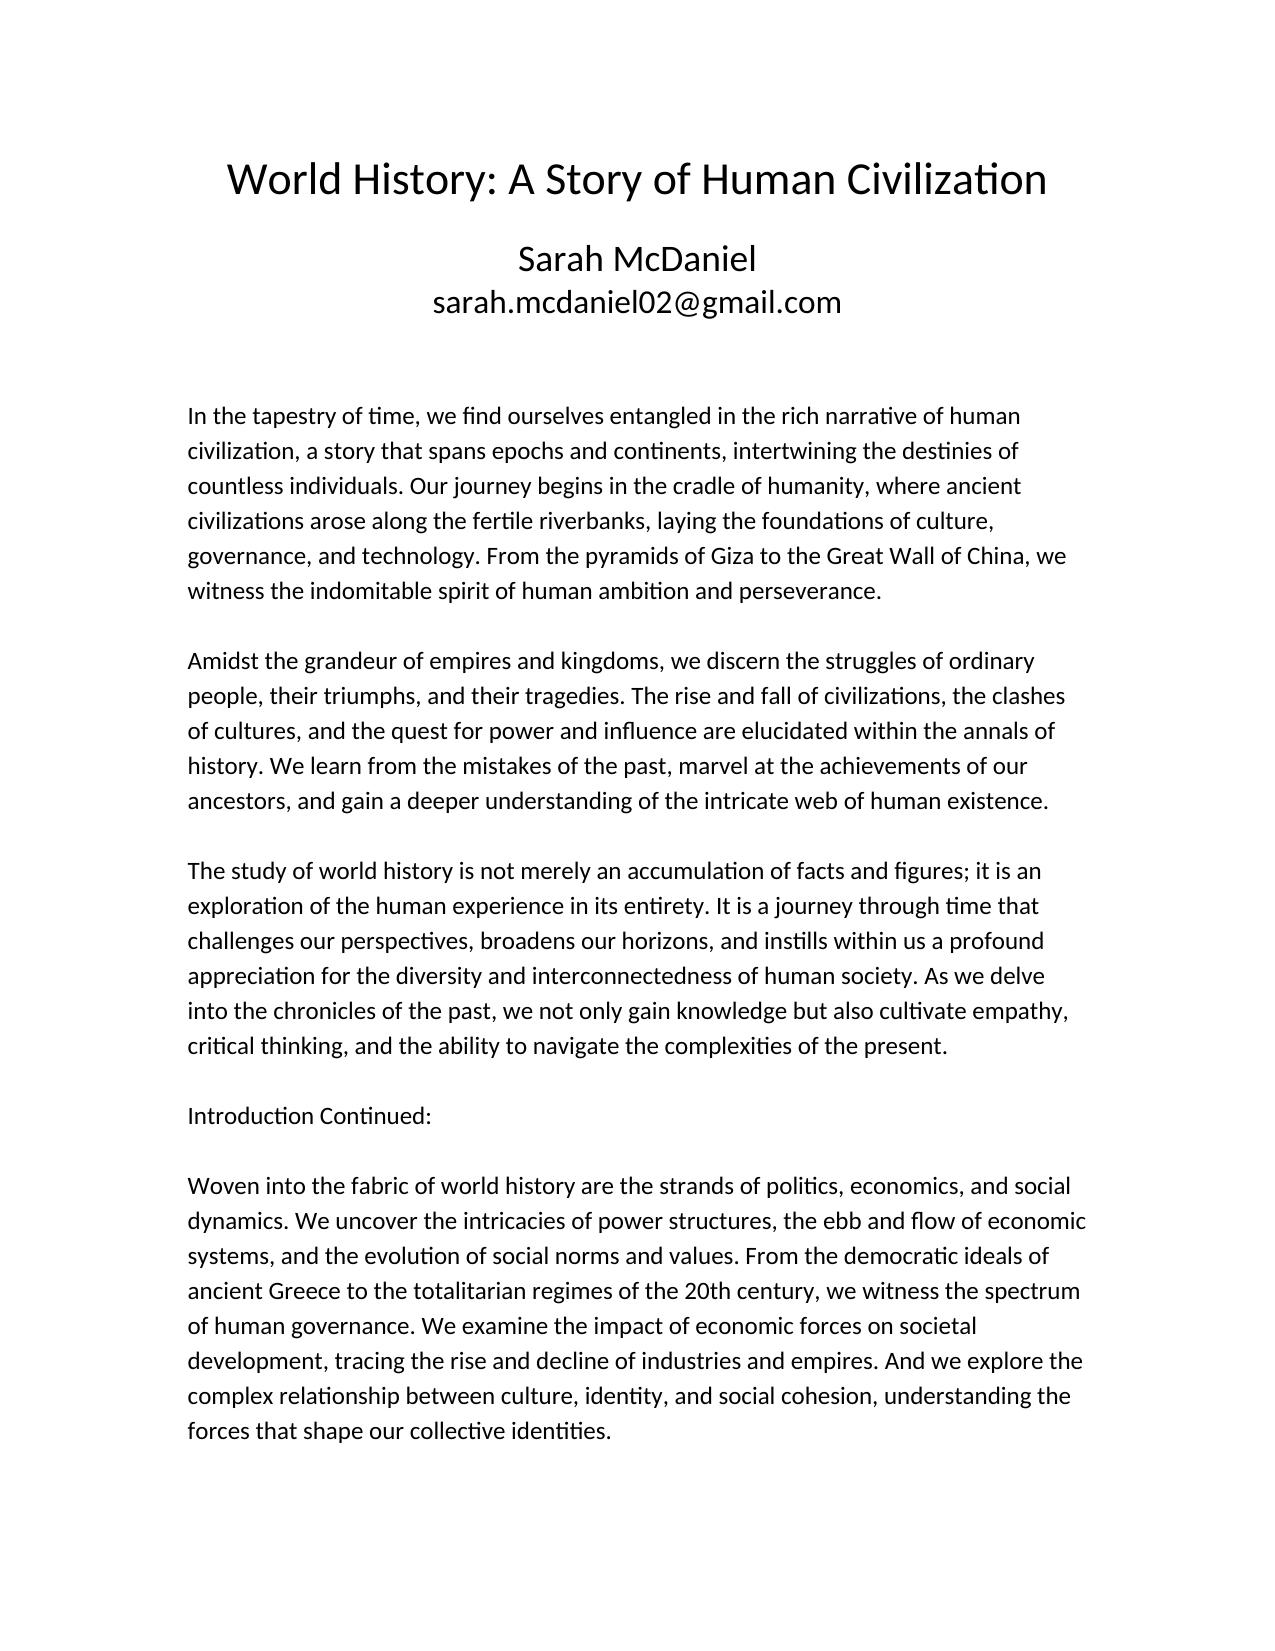 World History: A Story of Human Civilization
Sarah McDaniel
sarah.mcdaniel02@gmail.com
In the tapestry of time, we find ourselves entangled in the rich narrative of human
civilization, a story that spans epochs and continents, intertwining the destinies of
countless individuals. Our journey begins in the cradle of humanity, where ancient
civilizations arose along the fertile riverbanks, laying the foundations of culture,
governance, and technology. From the pyramids of Giza to the Great Wall of China, we
witness the indomitable spirit of human ambition and perseverance.
Amidst the grandeur of empires and kingdoms, we discern the struggles of ordinary
people, their triumphs, and their tragedies. The rise and fall of civilizations, the clashes
of cultures, and the quest for power and influence are elucidated within the annals of
history. We learn from the mistakes of the past, marvel at the achievements of our
ancestors, and gain a deeper understanding of the intricate web of human existence.
The study of world history is not merely an accumulation of facts and figures; it is an
exploration of the human experience in its entirety. It is a journey through time that
challenges our perspectives, broadens our horizons, and instills within us a profound
appreciation for the diversity and interconnectedness of human society. As we delve
into the chronicles of the past, we not only gain knowledge but also cultivate empathy,
critical thinking, and the ability to navigate the complexities of the present.
Introduction Continued:
Woven into the fabric of world history are the strands of politics, economics, and social
dynamics. We uncover the intricacies of power structures, the ebb and flow of economic
systems, and the evolution of social norms and values. From the democratic ideals of
ancient Greece to the totalitarian regimes of the 20th century, we witness the spectrum
of human governance. We examine the impact of economic forces on societal
development, tracing the rise and decline of industries and empires. And we explore the
complex relationship between culture, identity, and social cohesion, understanding the
forces that shape our collective identities.